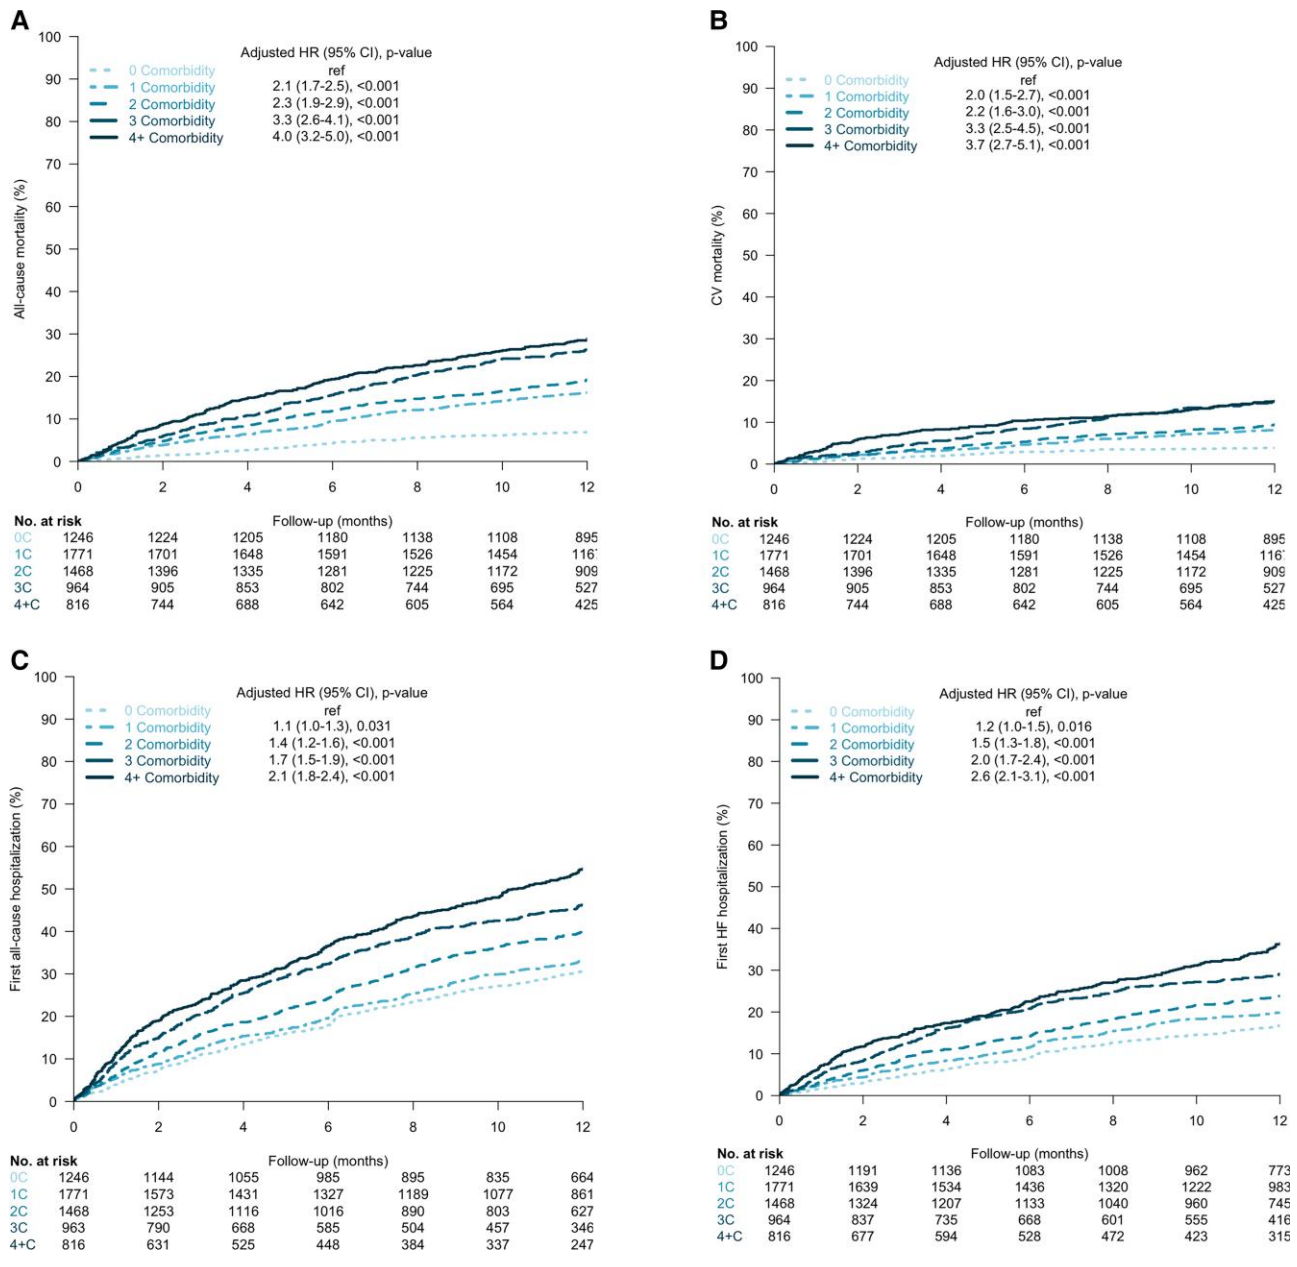 A
Adjusted HR (95% CI), p-value
0 Comorbidity ref
1 Comorbidity 2.1 (1.7-2.5), <0.001
2 Comorbidity 2.3 (1.9-2.9), <0.001
3 Comorbidity 3.3 (2.6-4.1), <0.001
4+ Comorbidity 4.0 (3.2-5.0), <0.001
All-cause mortality (%)
100
90
80
70
60
50
40
30
20
10
0
0 2 4 6 8 10 12
No. at risk Follow-up (months)
0C 1246 1224 1205 1180 1138 1108 895
1C 1771 1701 1648 1591 1526 1454 116
2C 1468 1396 1335 1281 1225 1172 909
3C 964 905 853 802 744 695 527
4+C 816 744 688 642 605 564 425
B
Adjusted HR (95% CI), p-value
0 Comorbidity ref
1 Comorbidity 2.0 (1.5-2.7), <0.001
2 Comorbidity 2.2 (1.6-3.0), <0.001
3 Comorbidity 3.3 (2.5-4.5), <0.001
4+ Comorbidity 3.7 (2.7-5.1), <0.001
CV mortality (%)
100
90
80
70
60
50
40
30
20
10
0
0 2 4 6 8 10 12
No. at risk Follow-up (months)
0C 1246 1224 1205 1180 1138 1108 895
1C 1771 1701 1648 1591 1526 1454 116
2C 1468 1396 1335 1281 1225 1172 909
3C 964 905 853 802 744 695 527
4+C 816 744 688 642 605 564 425
C
Adjusted HR (95% CI), p-value
0 Comorbidity ref
1 Comorbidity 1.1 (1.0-1.3), 0.031
2 Comorbidity 1.4 (1.2-1.6), <0.001
3 Comorbidity 1.7 (1.5-1.9), <0.001
4+ Comorbidity 2.1 (1.8-2.4), <0.001
First all-cause hospitalization (%)
100
90
80
70
60
50
40
30
20
10
0
0 2 4 6 8 10 12
No. at risk Follow-up (months)
0C 1246 1144 1055 985 895 835 664
1C 1771 1573 1431 1327 1189 1077 861
2C 1468 1253 1116 1016 890 803 627
3C 963 790 668 585 504 457 346
4+C 816 631 525 448 384 337 247
D
Adjusted HR (95% CI), p-value
0 Comorbidity ref
1 Comorbidity 1.2 (1.0-1.5), 0.016
2 Comorbidity 1.5 (1.3-1.8), <0.001
3 Comorbidity 2.0 (1.7-2.4), <0.001
4+ Comorbidity 2.6 (2.1-3.1), <0.001
First HF hospitalization (%)
100
90
80
70
60
50
40
30
20
10
0
0 2 4 6 8 10 12
No. at risk Follow-up (months)
0C 1246 1191 1136 1083 1008 962 773
1C 1771 1639 1534 1436 1320 1222 983
2C 1468 1324 1207 1133 1040 960 745
3C 964 837 735 668 601 555 416
4+C 816 677 594 528 472 423 315